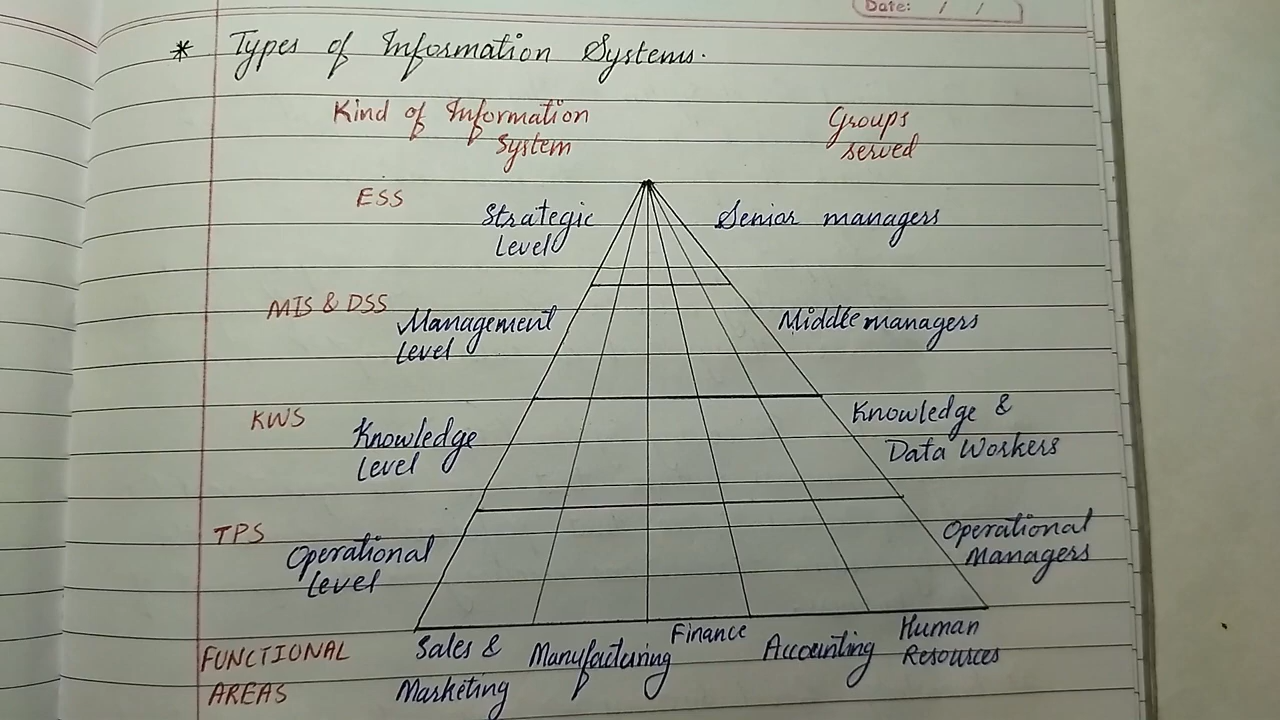 Date: / /
* Types of Information Systems.
Kind of Information
System
Groups
served
ESS
Strategic
Level
Senior managers
MIS & DSS
Management
Level
Middle managers
KWS
Knowledge
Level
Knowledge &
Data Workers
TPS
Operational
Level
Operational
Managers
FUNCTIONAL
AREAS
Sales &
Marketing
Manufacturing
Finance
Accounting
Human
Resources